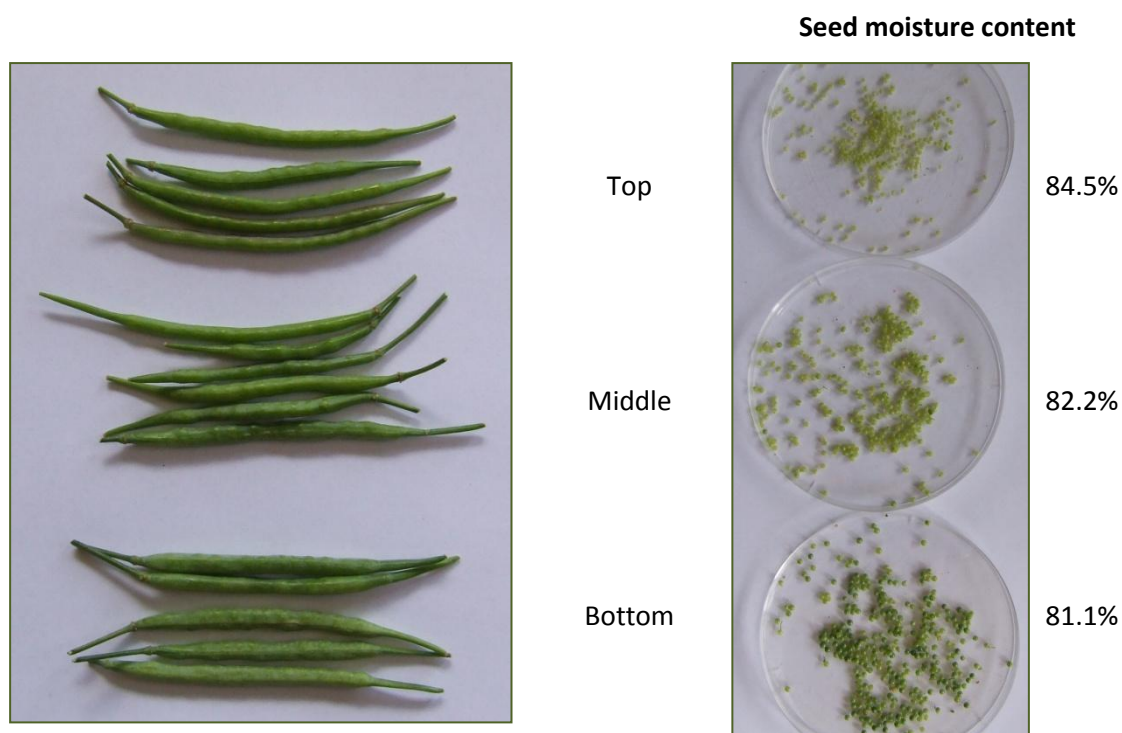 Seed moisture content
Top
84.5%
Middle
82.2%
Bottom
81.1%